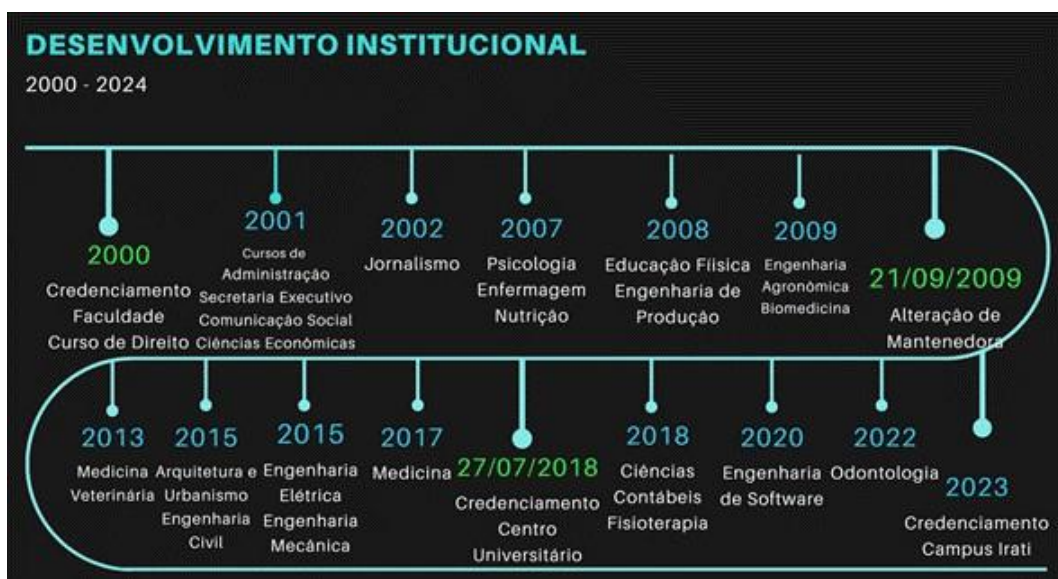 DESENVOLVIMENTO INSTITUCIONAL
2000 - 2024
2000
Credenciamento
Faculdade
Curso de Direito
2001
Cursos de
Administração
Secretaria Executivo
Comunicação Social
Ciências Econômicas
2002
Jornalismo
2007
Psicologia
Enfermagem
Nutrição
2008
Educação Fíisica
Engenharia de
Produção
2009
Engenharia
Agronômica
Biomedicina
21/09/2009
Alteração de
Mantenedora
2013
Medicina
Veterinária
2015
Arquitetura e
Urbanismo
Engenharia
Civil
2015
Engenharia
Elétrica
Engenharia
Mecânica
2017
Medicina
27/07/2018
Credenciamento
Centro
Universitário
2018
Ciências
Contábeis
Fisioterapia
2020
Engenharia
de Software
2022
Odontologia
2023
Credenciamento
Campus Irati